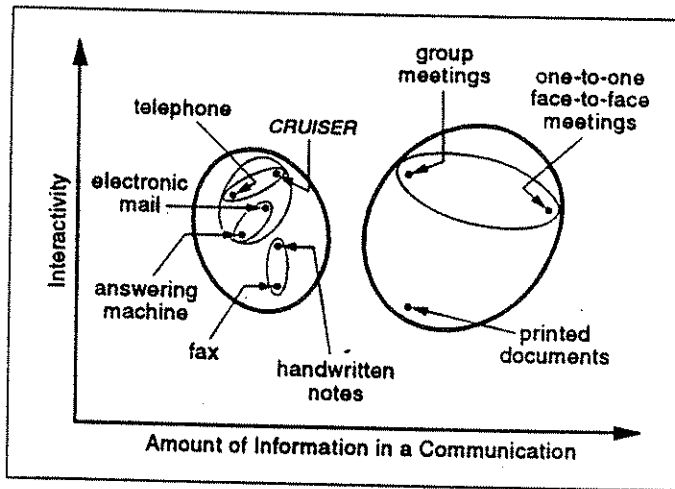 group
meetings
one-to-one
face-to-face
meetings
telephone
CRUISER
electronic
mail
answering
machine
fax
handwritten
notes
printed
documents
Interactivity
Amount of Information in a Communication